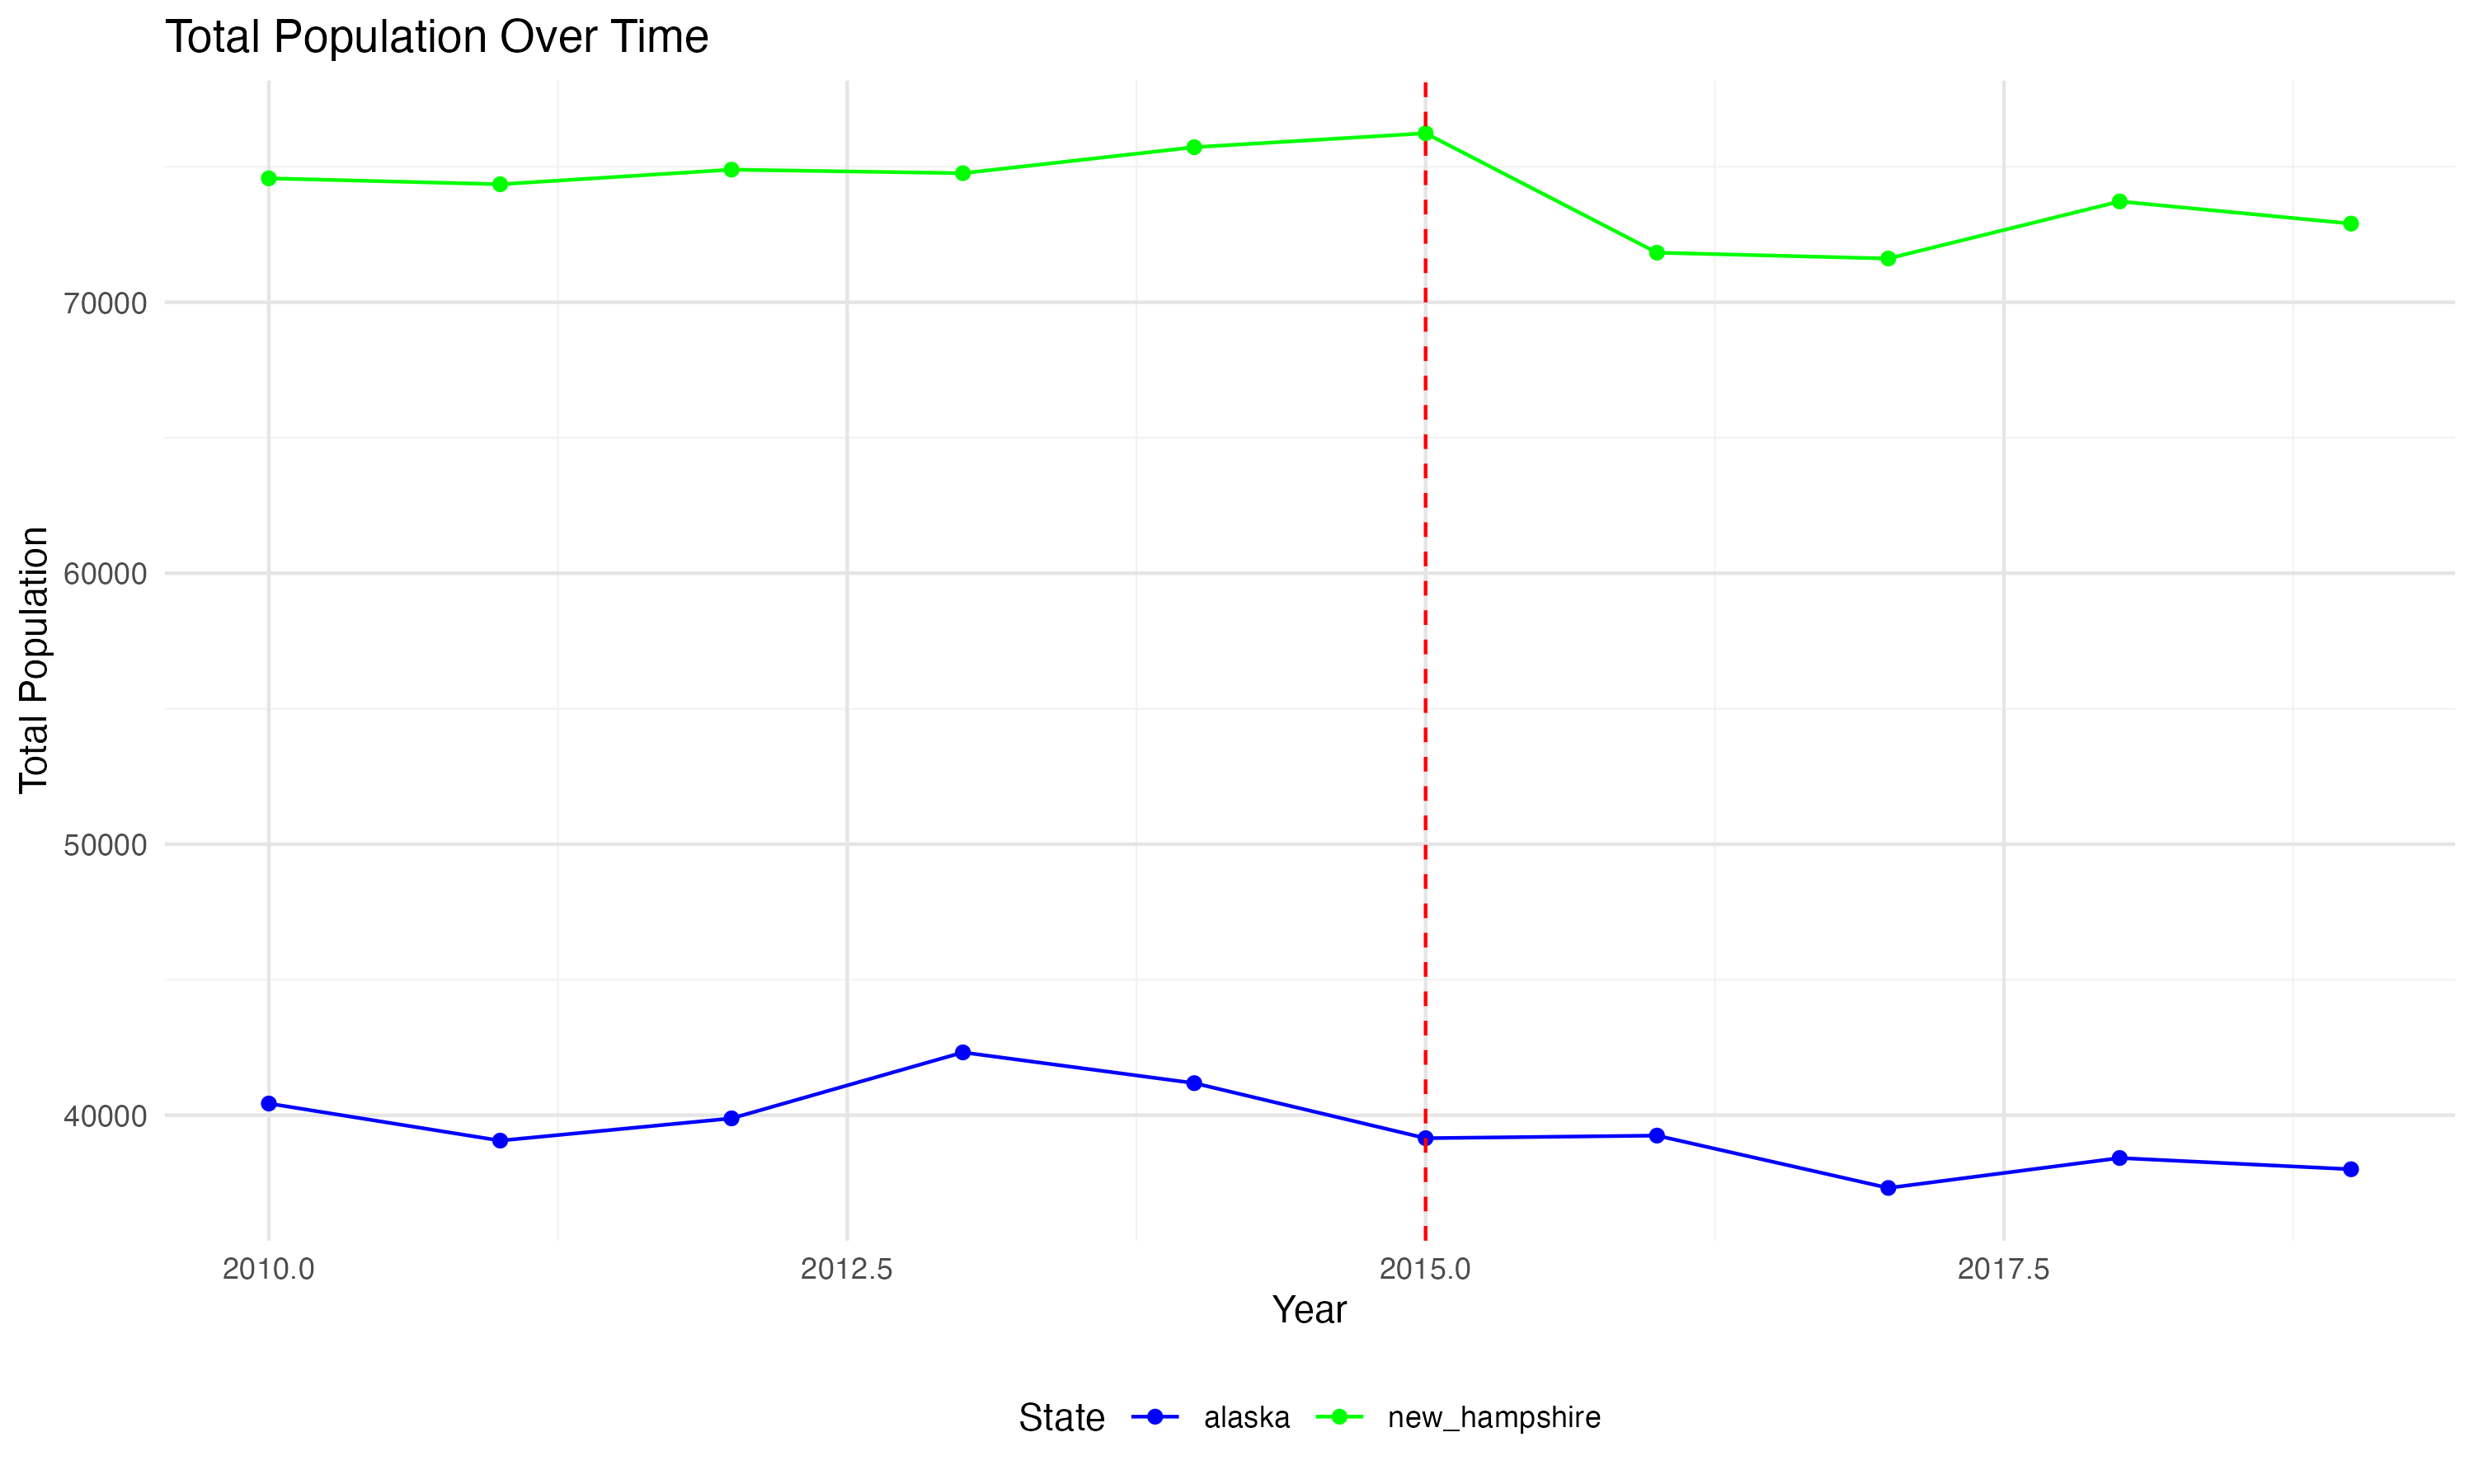 Total Population Over Time
Total Population
70000
60000
50000
40000
2010.0 2012.5 2015.0 2017.5
Year
State alaska new_hampshire